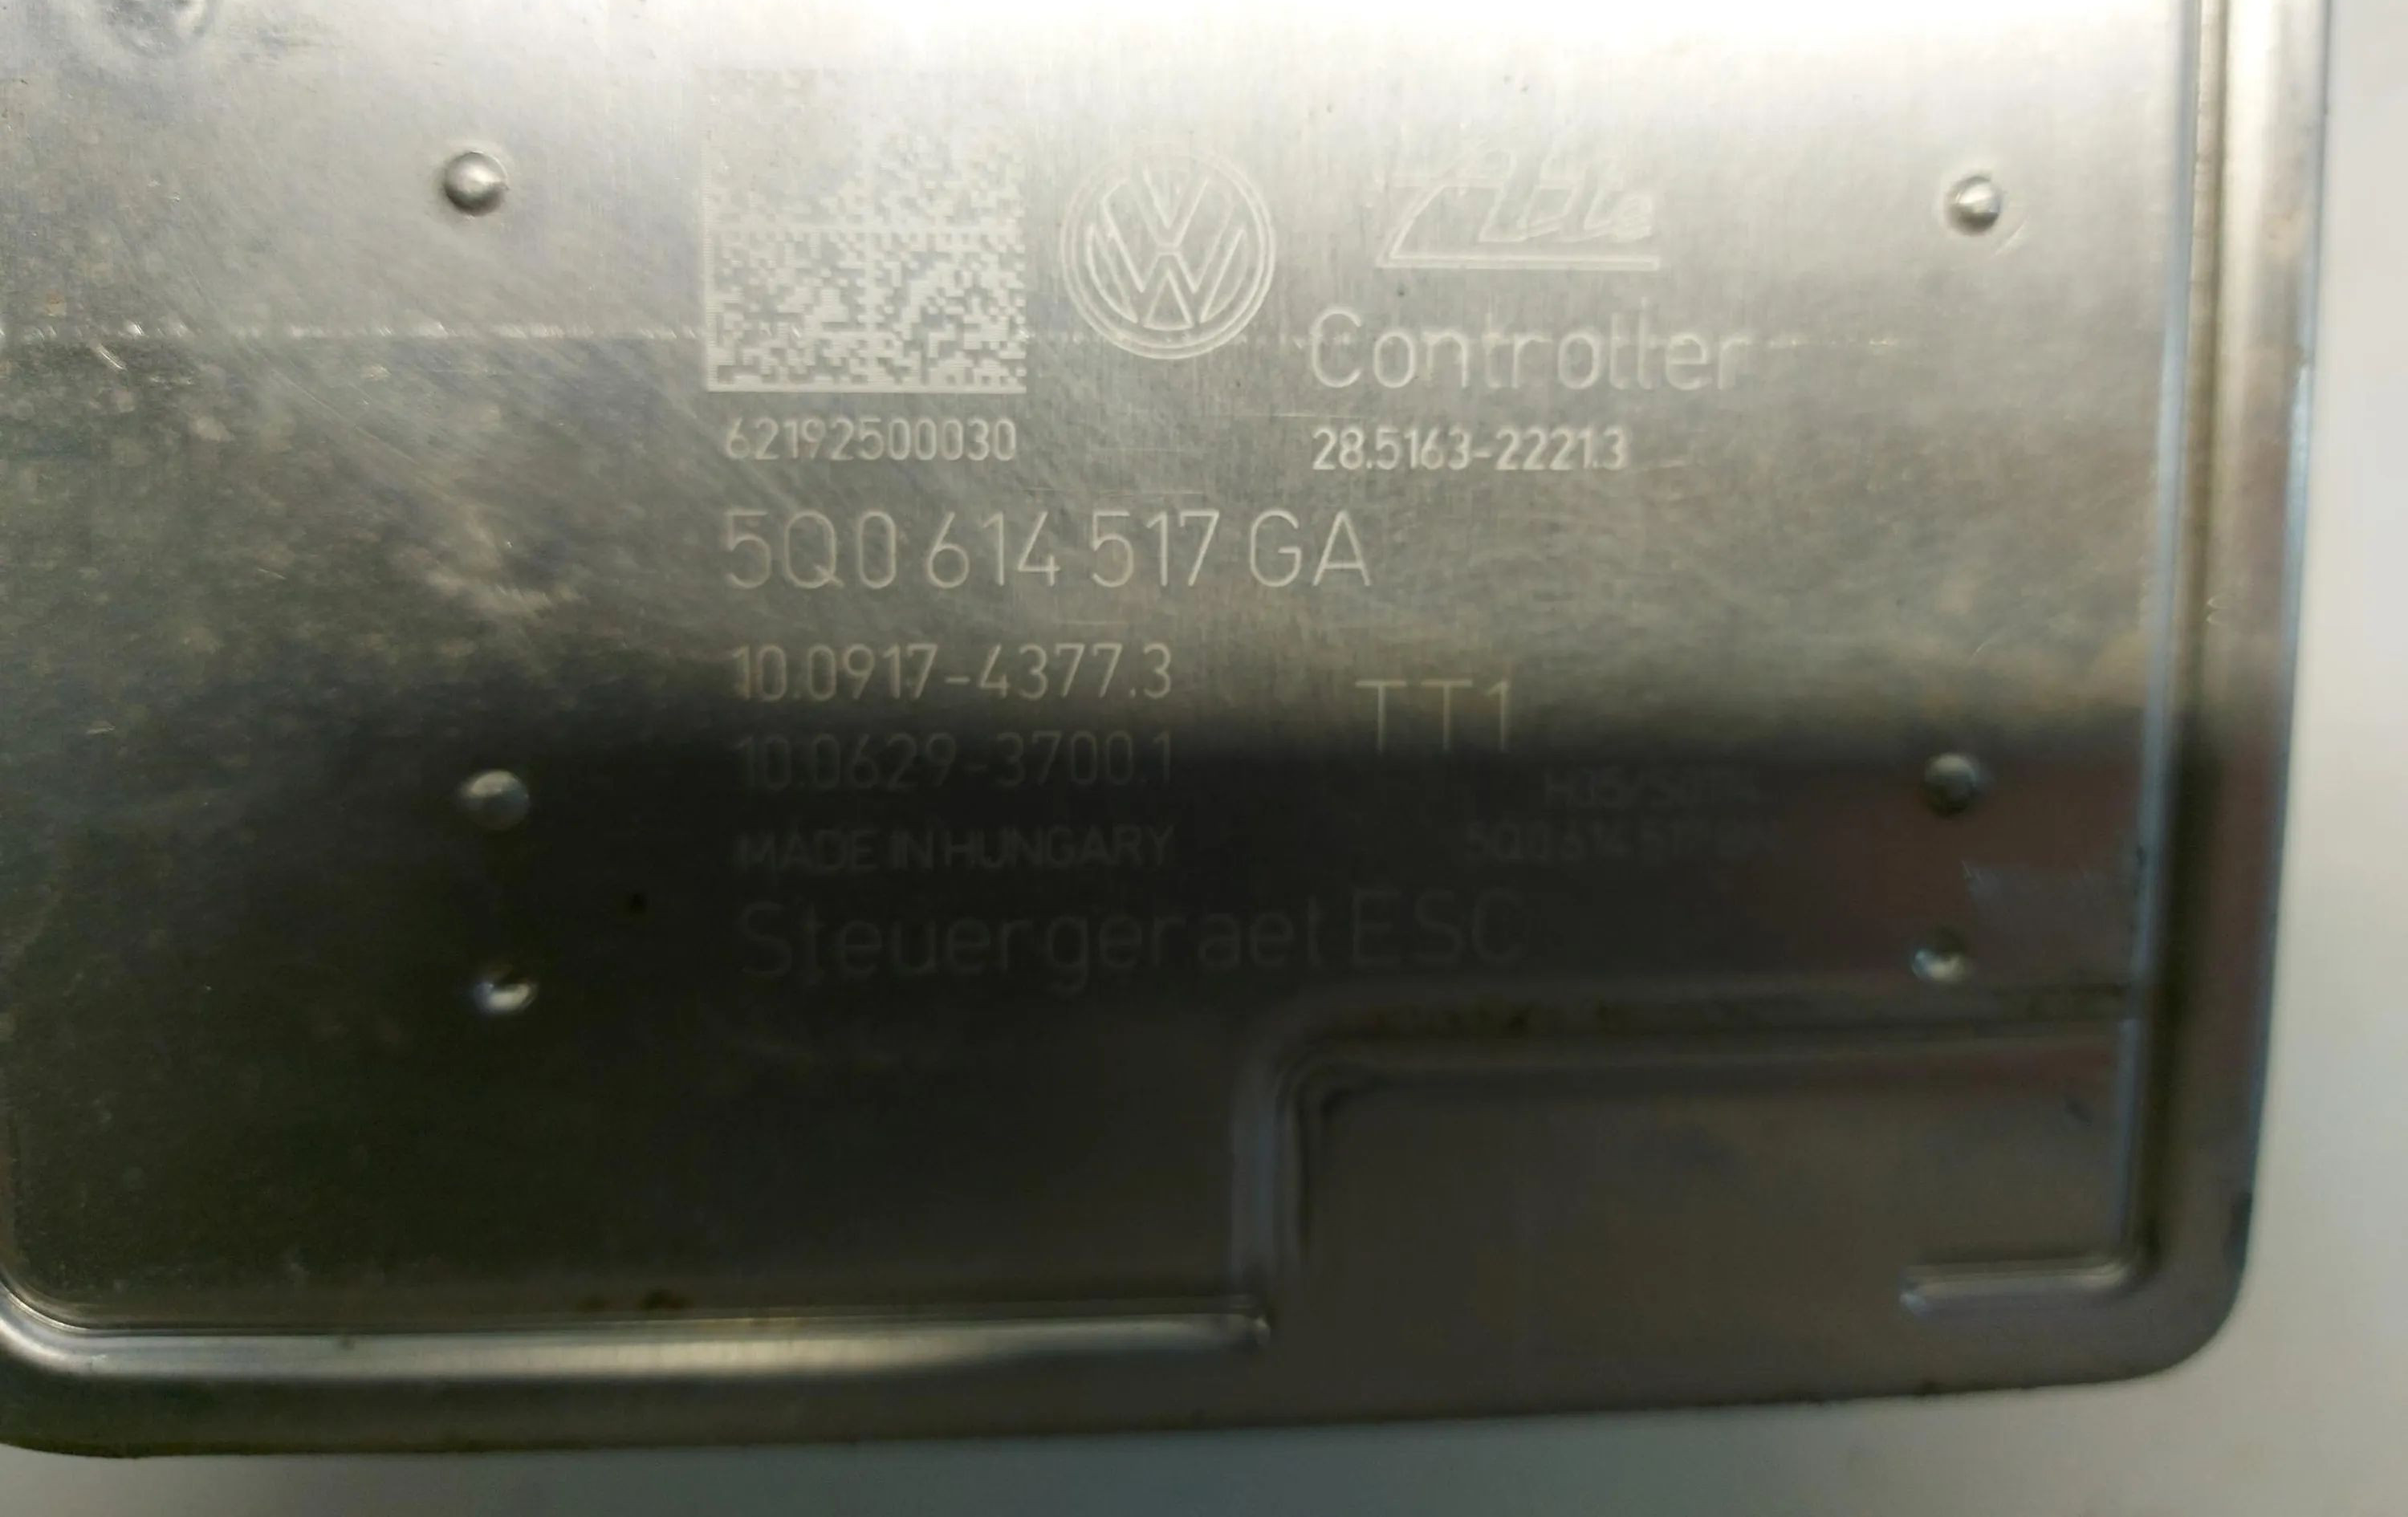 Ate
Controller
62192500030
28.5163-2221.3
5Q0 614 517 GA
10.0917-4377.3
TT1
10.0629-3700.1
MADE IN HUNGARY
Steuergeraet ESC